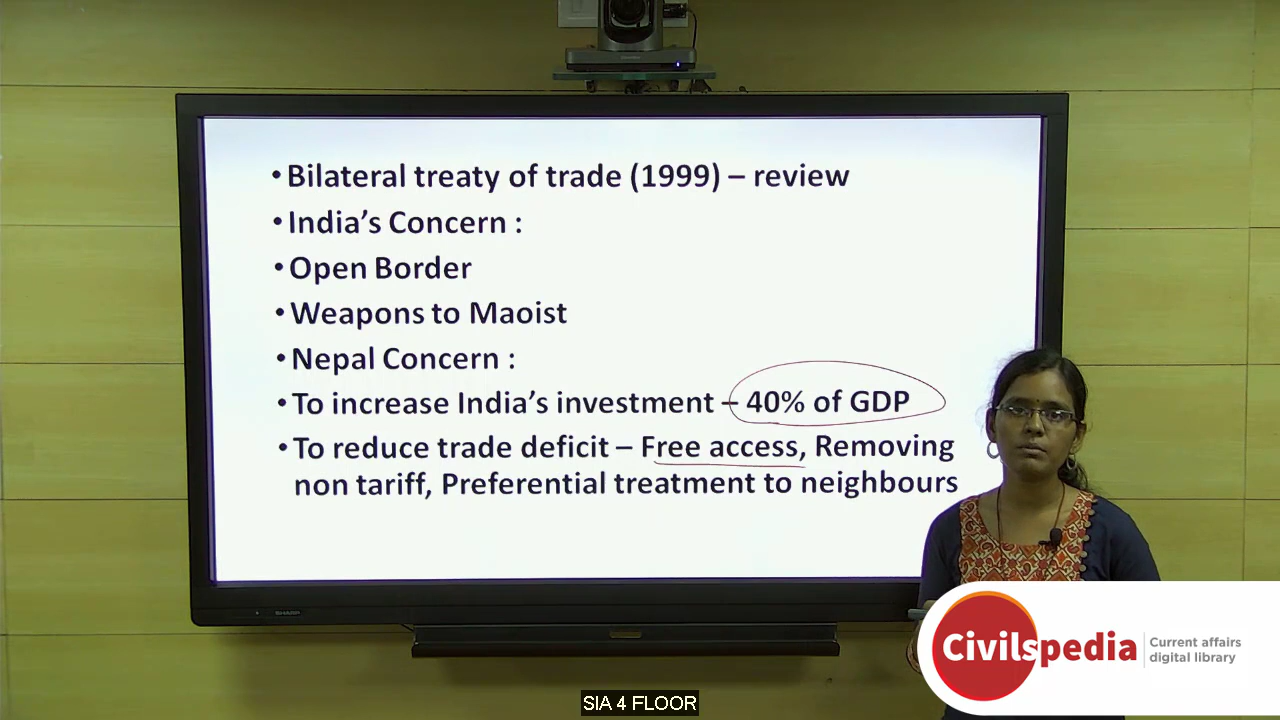 • Bilateral treaty of trade (1999) – review
• India's Concern :
• Open Border
• Weapons to Maoist
• Nepal Concern :
• To increase India's investment – 40% of GDP
• To reduce trade deficit – Free access, Removing
non tariff, Preferential treatment to neighbours
SHARP
Civilspedia
Current affairs
digital library
SIA 4 FLOOR